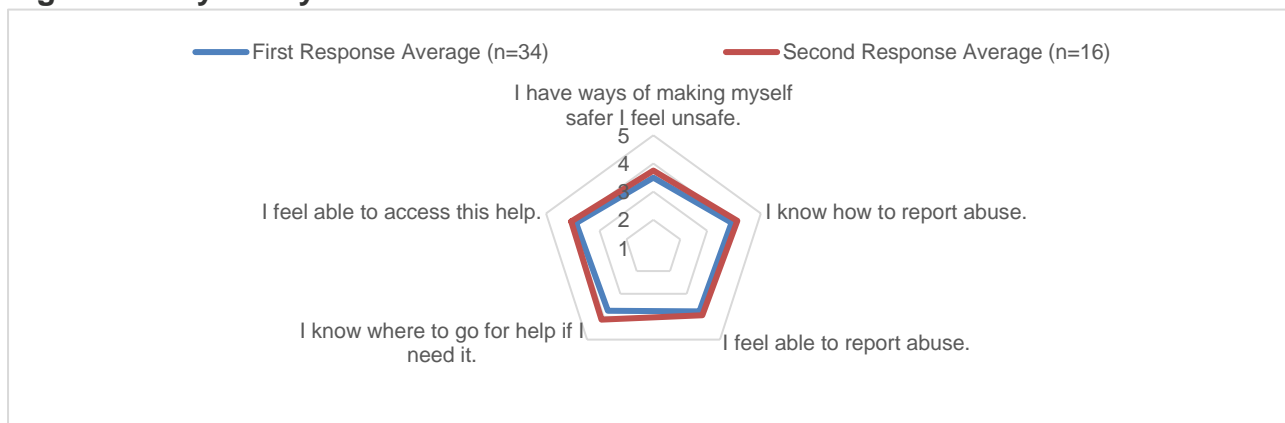 First Response Average (n=34)
Second Response Average (n=16)
I have ways of making myself
safer I feel unsafe.
5
4
3
2
1
I know how to report abuse.
I feel able to report abuse.
I know where to go for help if I
need it.
I feel able to access this help.